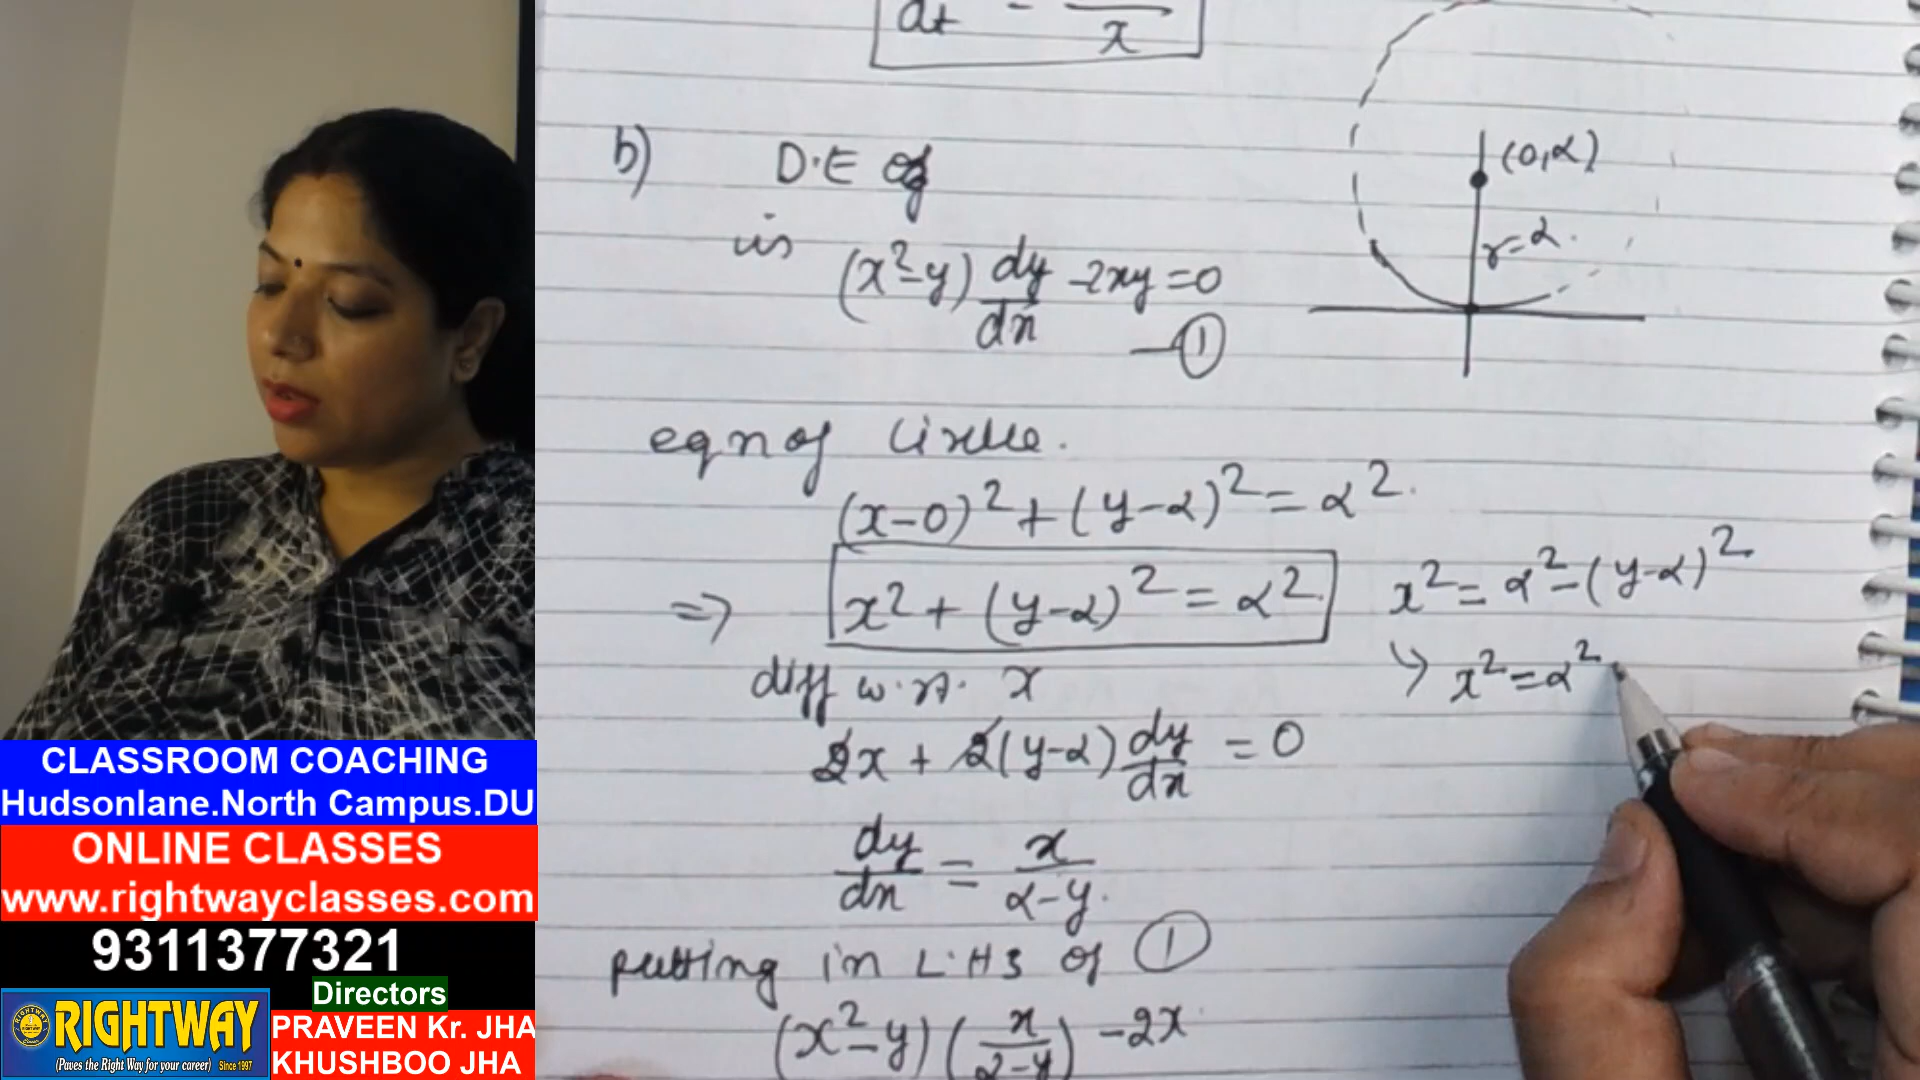 dt = x
b) D.E of
is (x²-y) dy/dx -2xy=0
—①
(0,α)
r=α.
eqn of Circle.
(x-0)²+(y-α)²=α².
=> x²+(y-α)²=α².
x²=α²-(y-α)²
↳ x²=α²
diff w.r.t. x
2x + 2(y-α) dy/dx = 0
dy/dx = x/α-y.
putting in L.H.S of ①
(x²-y)(x/α-y) -2x
CLASSROOM COACHING
Hudsonlane.North Campus.DU
ONLINE CLASSES
www.rightwayclasses.com
9311377321
Directors
RIGHTWAY
PRAVEEN Kr. JHA
(Paves the Right Way for your career) Since 1997
KHUSHBOO JHA